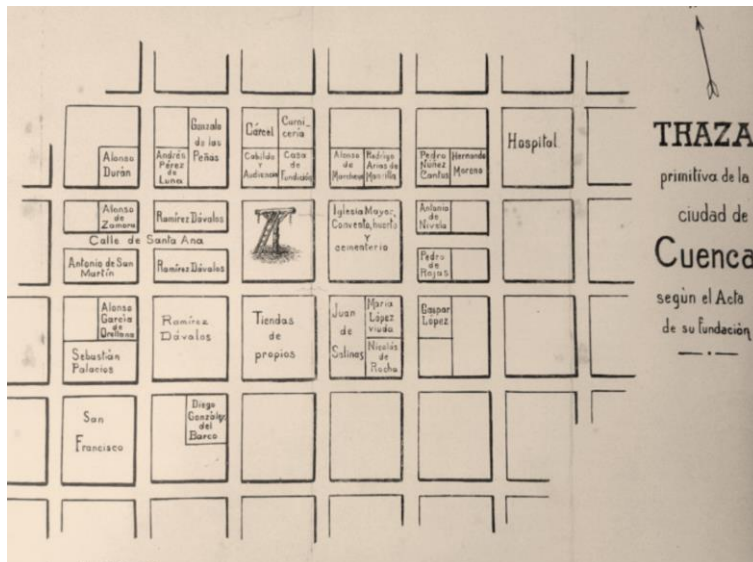 TRAZA
primitiva de la
ciudad de
Cuenca
según el Acta
de su fundación
Alonso
Durán
Gonzalo
de las
Peñas
Andrés
Pérez
de
Luna
Cárcel
Carni_
cería
Cabildo
y
Audiencia
Casa
de
Fundición
Alonso
de
Marchena
Rodrigo
Arias de
Mansilla
Pedro
Núñez
Cantos
Hernando
Moreno
Hospital
Alonso
de
Zamora
Ramírez Dávalos
Iglesia Mayor,
Convento, huerta
Y
cementerio
Antonio
de
Nivela
Calle de Santa Ana
Antonio de San
Martín
Ramírez Dávalos
Pedro
de
Rojas
Alonso
García
de
Orellana
Sebastián
Palacios
Ramírez
Dávalos
Tiendas
de
propios
Juan
de
Salinas
María
López
viuda
Nicolás
de
Rocha
Gaspar
López
San
Francisco
Diego
González
del
Barco